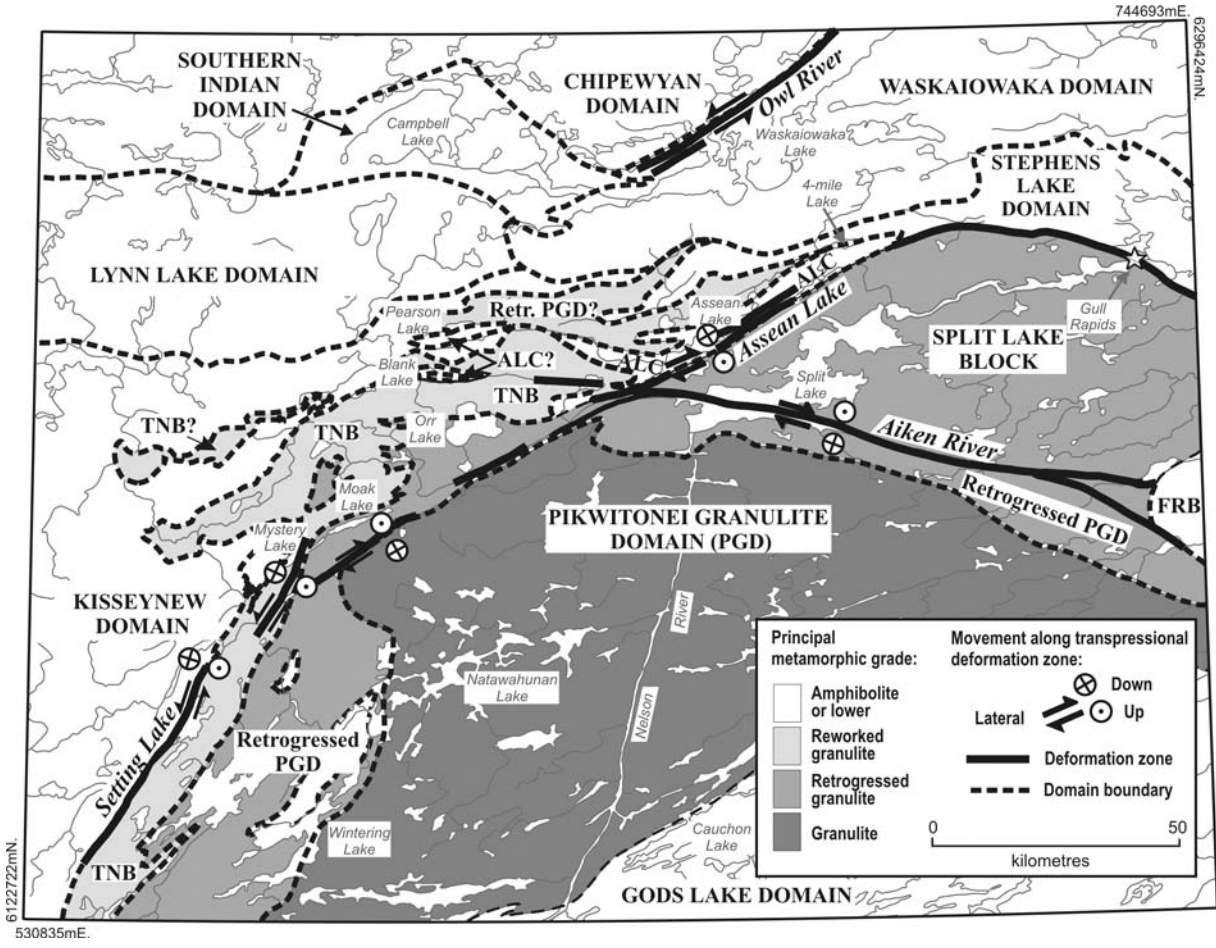 744693mE.
6296424mN.
SOUTHERN
INDIAN
DOMAIN
CHIPEWYAN
DOMAIN
Owl River
WASKAIOWAKA DOMAIN
Campbell
Lake
Waskaiowaka
Lake
STEPHENS
LAKE
DOMAIN
4-mile
Lake
LYNN LAKE DOMAIN
ALC
Retr. PGD?
Pearson
Lake
Assean
Lake
Assean Lake
Gull
Rapids
SPLIT LAKE
BLOCK
ALC?
ALC
Blank
Lake
TNB
Split
Lake
TNB?
TNB
Orr
Lake
Aiken River
Moak
Lake
Retrogressed
PGD
FRB
PIKWITONEI GRANULITE
DOMAIN (PGD)
Mystery
Lake
KISSEYNEW
DOMAIN
River
Nelson
Natawahunan
Lake
Setting Lake
Retrogressed
PGD
Wintering
Lake
Cauchon
Lake
TNB
GODS LAKE DOMAIN
Principal
metamorphic grade:
Amphibolite
or lower
Reworked
granulite
Retrogressed
granulite
Granulite
Movement along transpressional
deformation zone:
Down
Lateral
Up
Deformation zone
Domain boundary
0 50
kilometres
6122722mN.
530835mE.